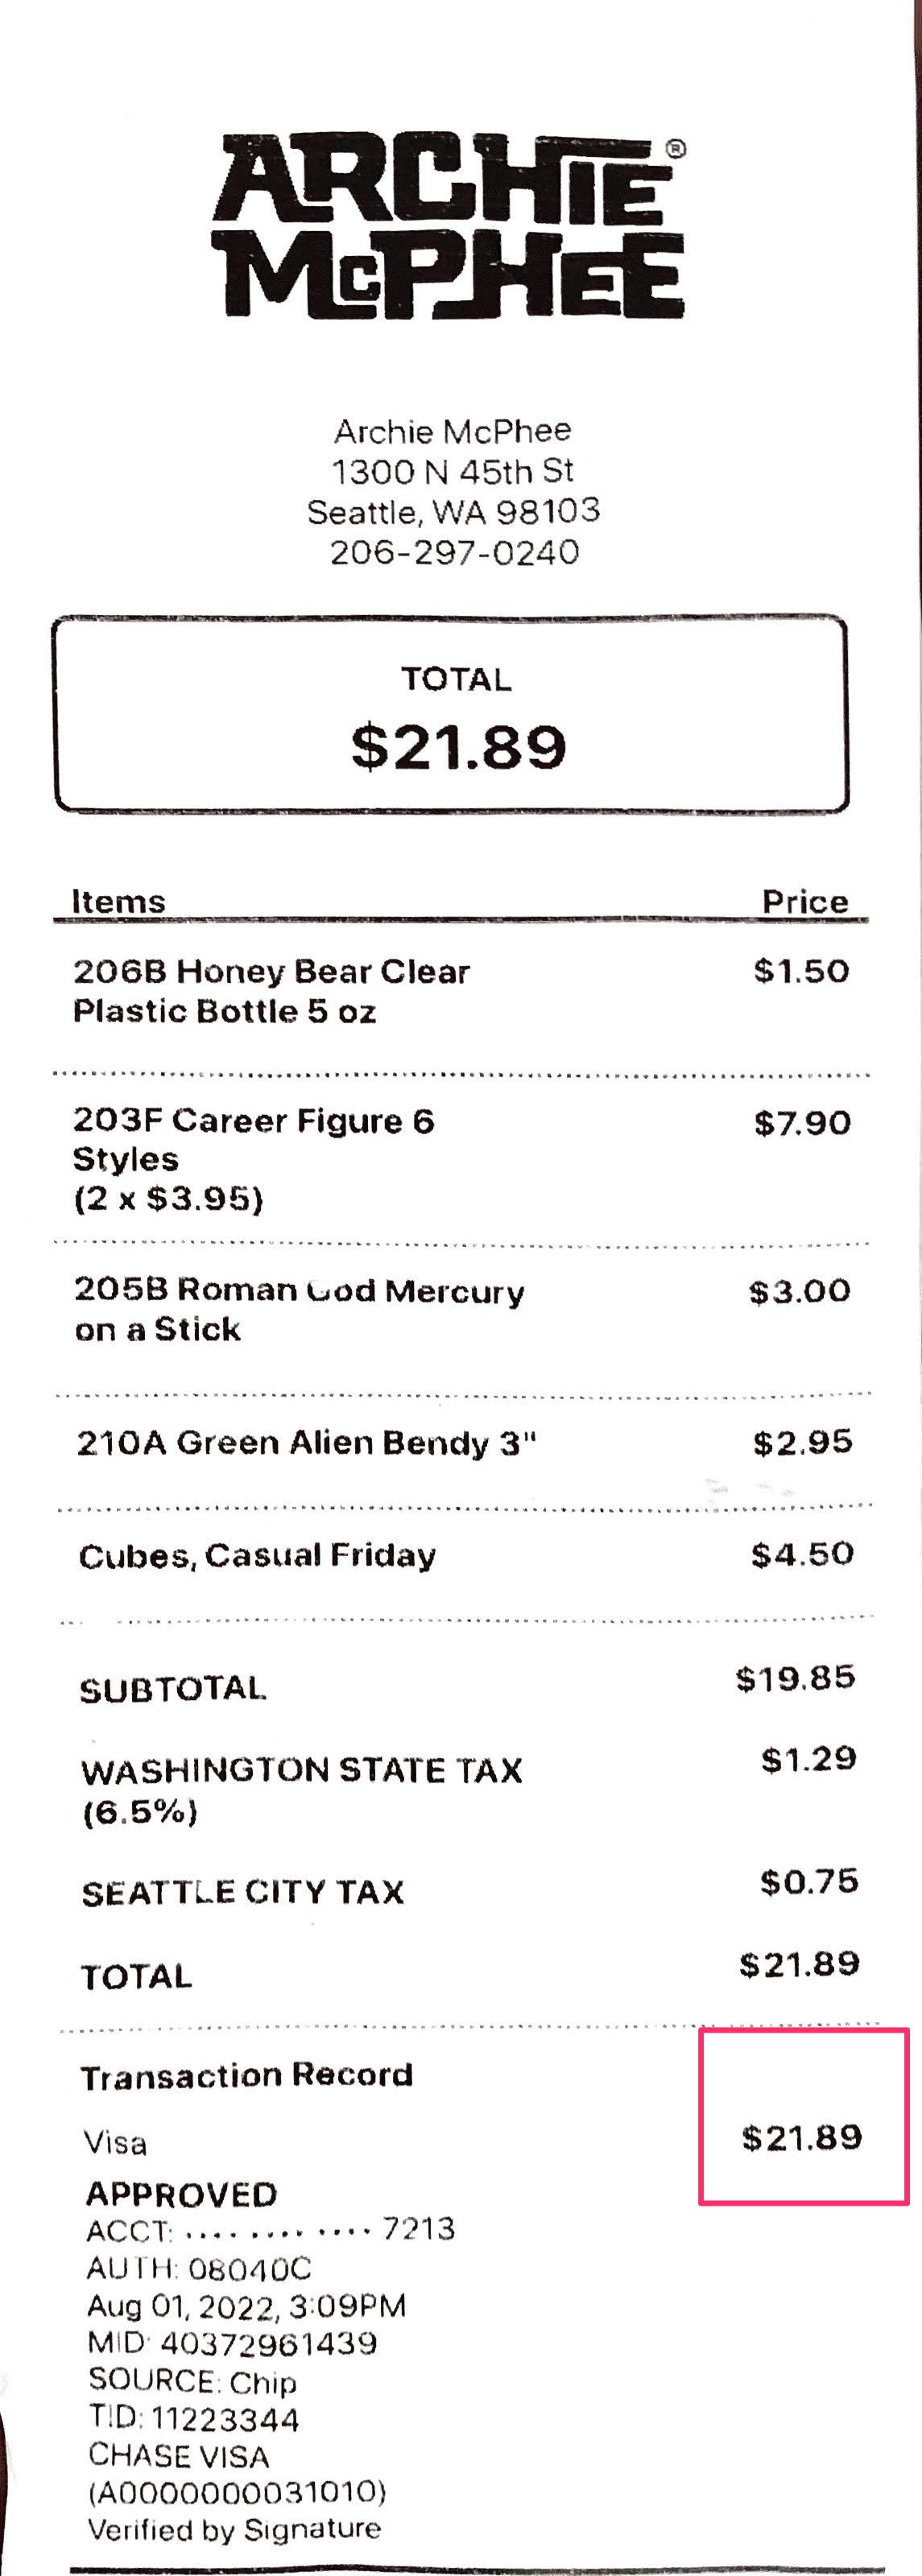 ARCHIE®
McPHEE
Archie McPhee
1300 N 45th St
Seattle, WA 98103
206-297-0240
TOTAL
$21.89
Items Price
206B Honey Bear Clear $1.50
Plastic Bottle 5 oz
203F Career Figure 6 $7.90
Styles
(2 x $3.95)
205B Roman God Mercury $3.00
on a Stick
210A Green Alien Bendy 3" $2.95
Cubes, Casual Friday $4.50
SUBTOTAL $19.85
WASHINGTON STATE TAX $1.29
(6.5%)
SEATTLE CITY TAX $0.75
TOTAL $21.89
Transaction Record
Visa $21.89
APPROVED
ACCT: .... .... .... 7213
AUTH: 08040C
Aug 01, 2022, 3:09PM
MID: 40372961439
SOURCE: Chip
TID: 11223344
CHASE VISA
(A0000000031010)
Verified by Signature